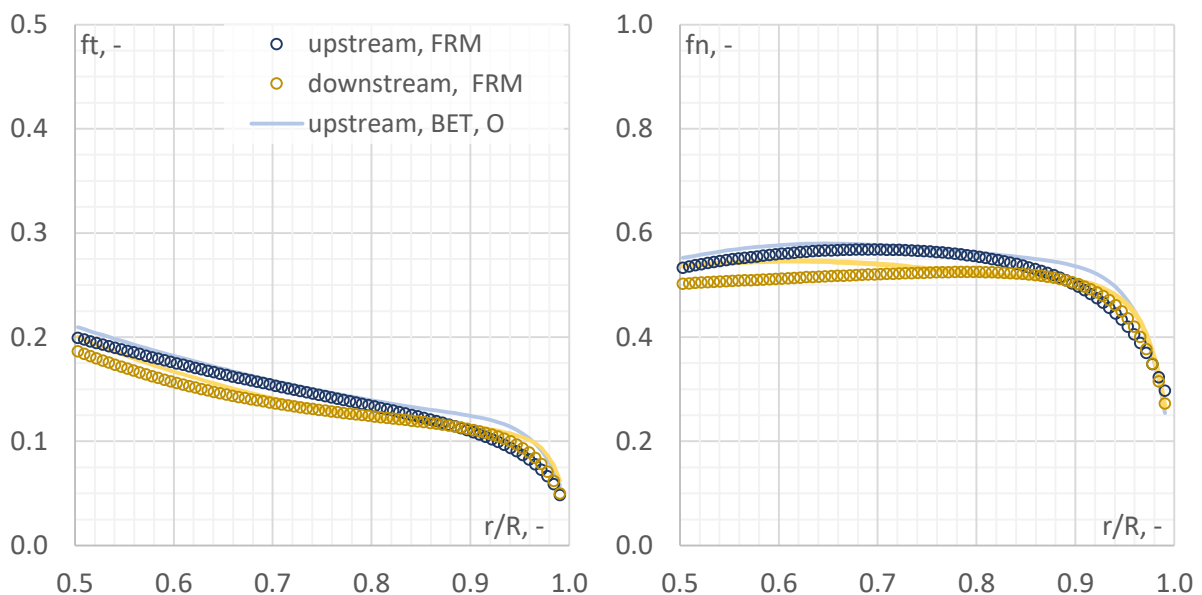 ft, -
upstream, FRM
downstream, FRM
upstream, BET, O
0.5
0.4
0.3
0.2
0.1
0.0
r/R, -
0.5 0.6 0.7 0.8 0.9 1.0
fn, -
1.0
0.8
0.6
0.4
0.2
0.0
r/R, -
0.5 0.6 0.7 0.8 0.9 1.0